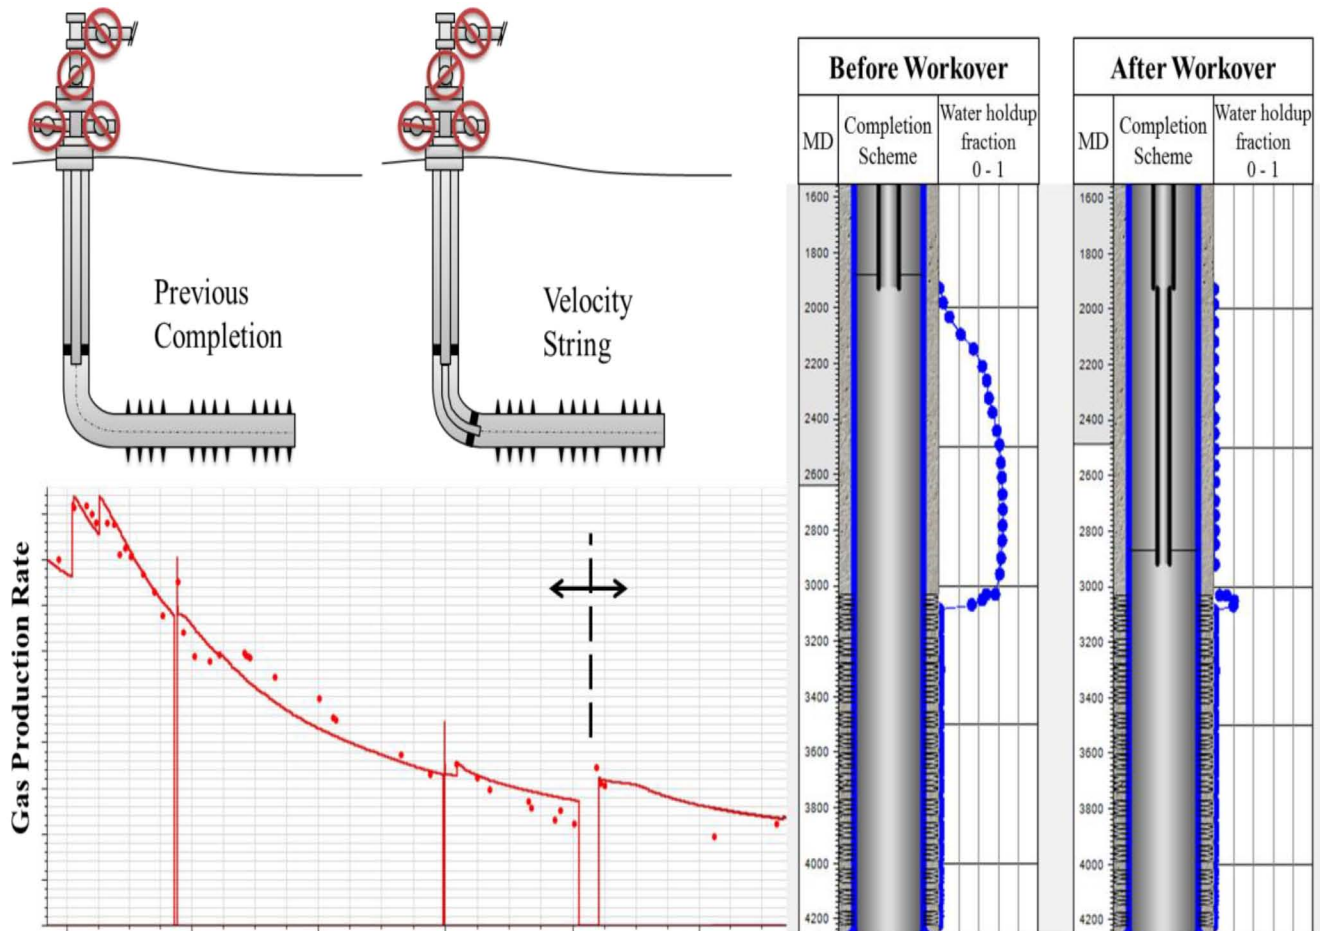 Previous
Completion
Velocity
String
Gas Production Rate
Before Workover
MD
Completion
Scheme
Water holdup
fraction
0 - 1
1600
1800
2000
2200
2400
2600
2800
3000
3200
3400
3600
3800
4000
4200
After Workover
MD
Completion
Scheme
Water holdup
fraction
0 - 1
1600
1800
2000
2200
2400
2600
2800
3000
3200
3400
3600
3800
4000
4200